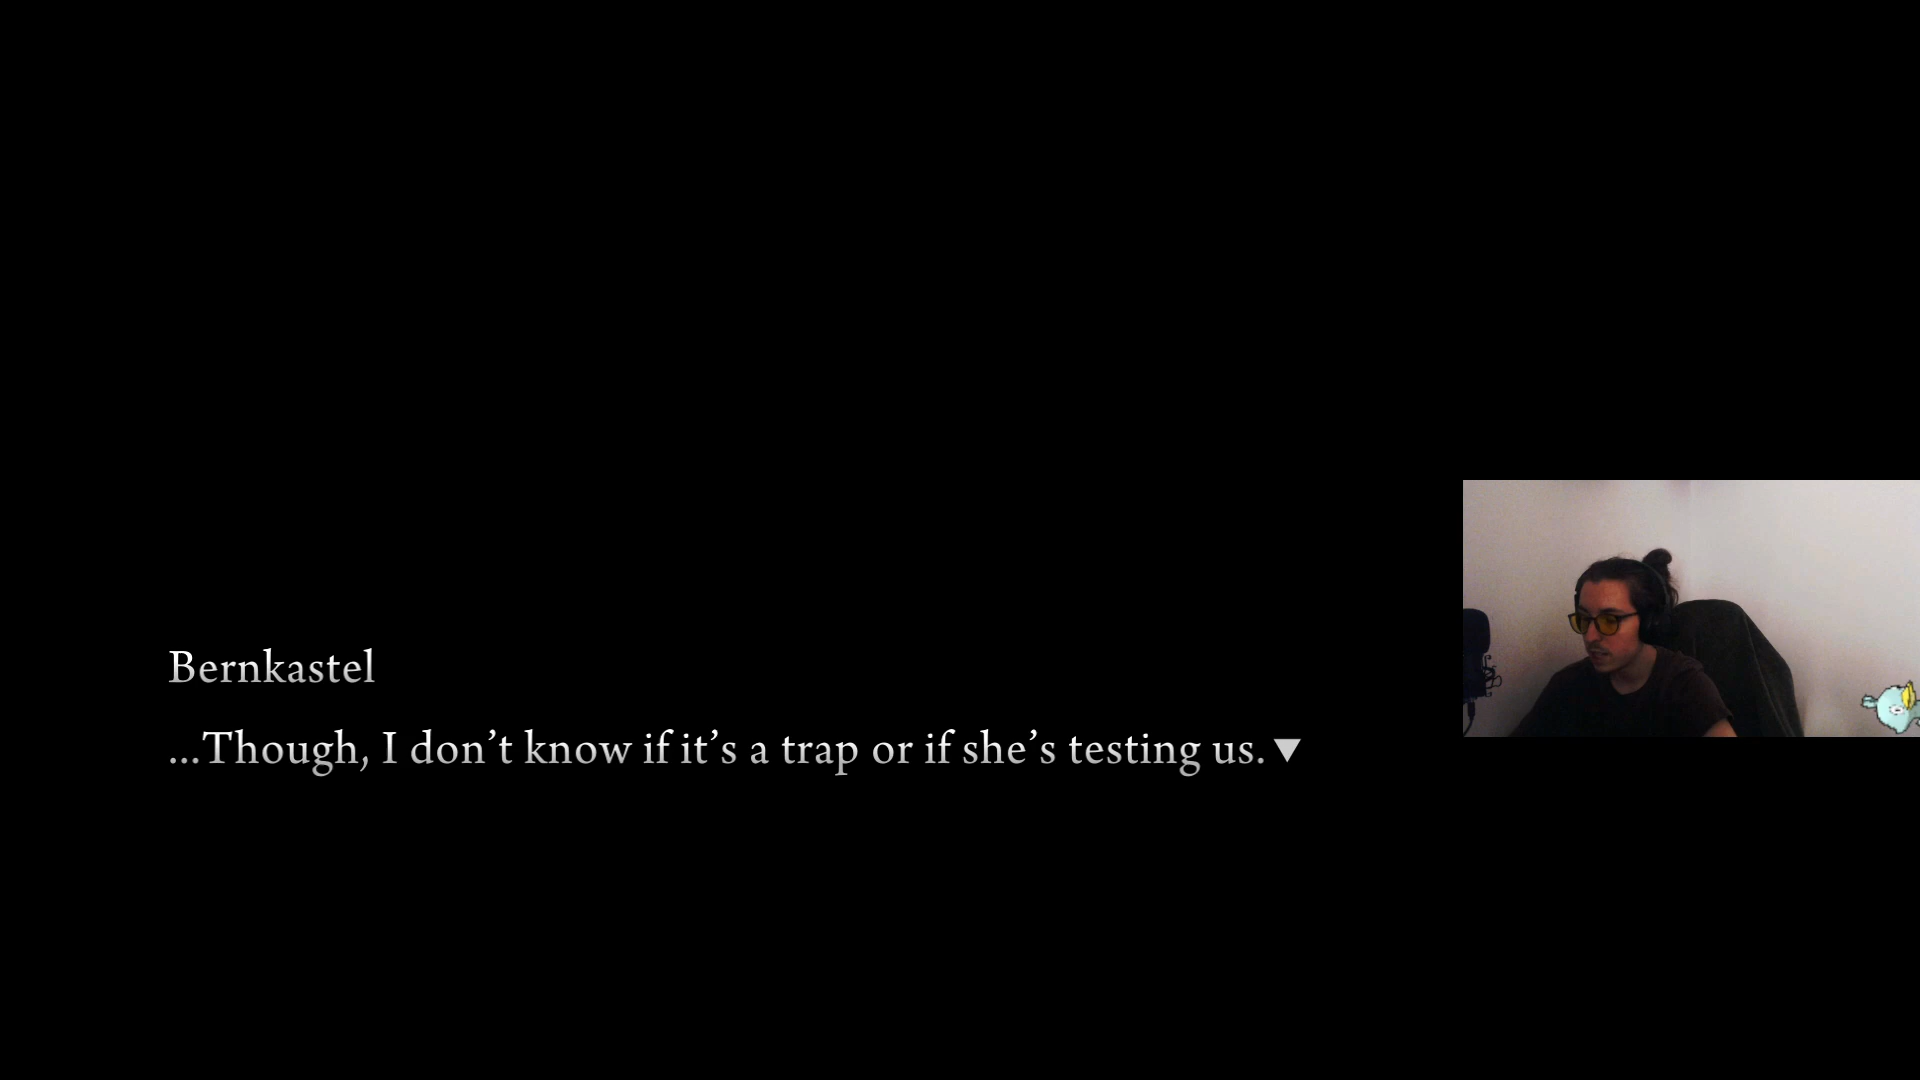 Bernkastel
...Though, I don't know if it's a trap or if she's testing us.▼